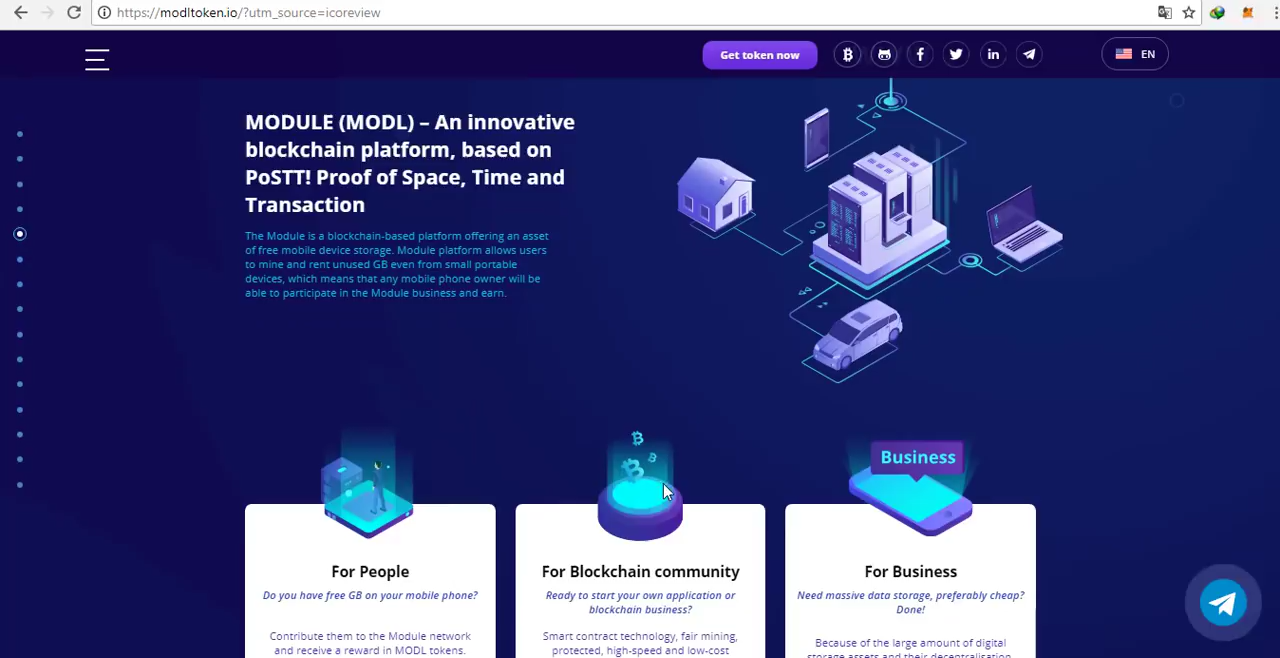 https://modltoken.io/?utm_source=icoreview
Get token now
EN
MODULE (MODL) – An innovative
blockchain platform, based on
PoSTT! Proof of Space, Time and
Transaction
The Module is a blockchain-based platform offering an asset
of free mobile device storage. Module platform allows users
to mine and rent unused GB even from small portable
devices, which means that any mobile phone owner will be
able to participate in the Module business and earn.
Business
For People
Do you have free GB on your mobile phone?
Contribute them to the Module network
and receive a reward in MODL tokens.
For Blockchain community
Ready to start your own application or
blockchain business?
Smart contract technology, fair mining,
protected, high-speed and low-cost
For Business
Need massive data storage, preferably cheap?
Done!
Because of the large amount of digital
storage assets and their decentralisation